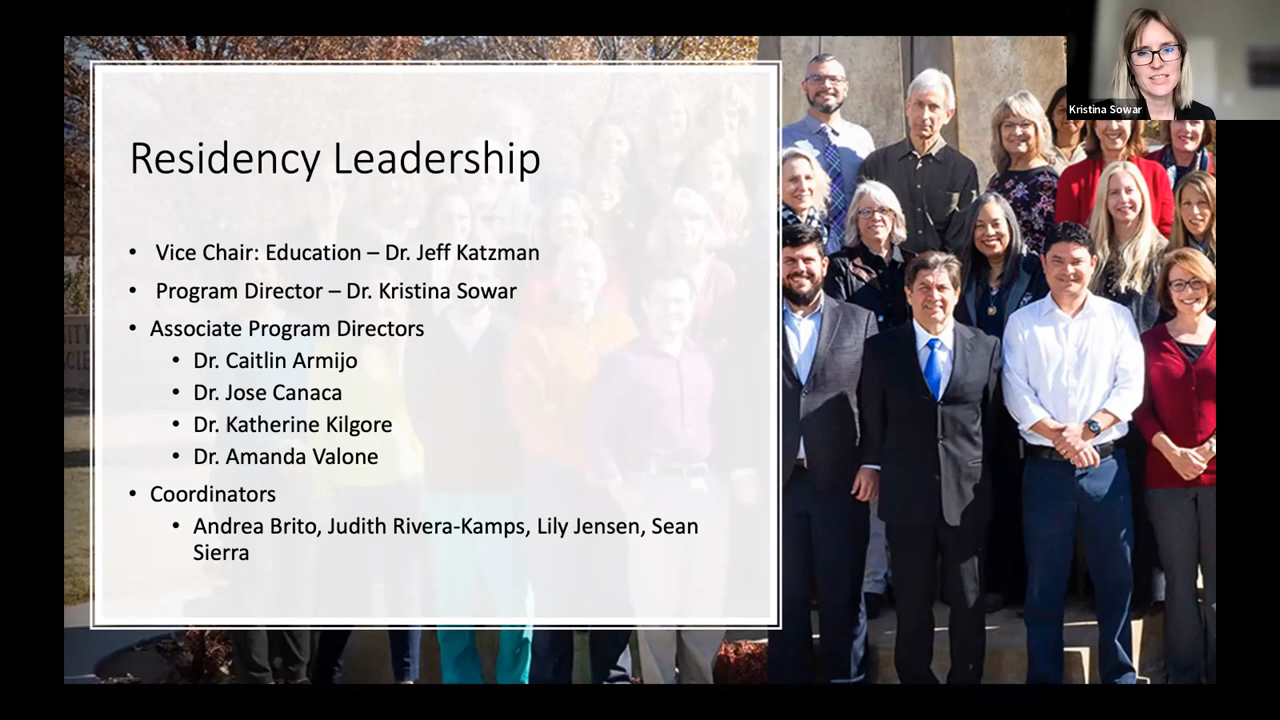 Kristina Sowar
Residency Leadership
• Vice Chair: Education – Dr. Jeff Katzman
• Program Director – Dr. Kristina Sowar
• Associate Program Directors
• Dr. Caitlin Armijo
• Dr. Jose Canaca
• Dr. Katherine Kilgore
• Dr. Amanda Valone
• Coordinators
• Andrea Brito, Judith Rivera-Kamps, Lily Jensen, Sean
Sierra